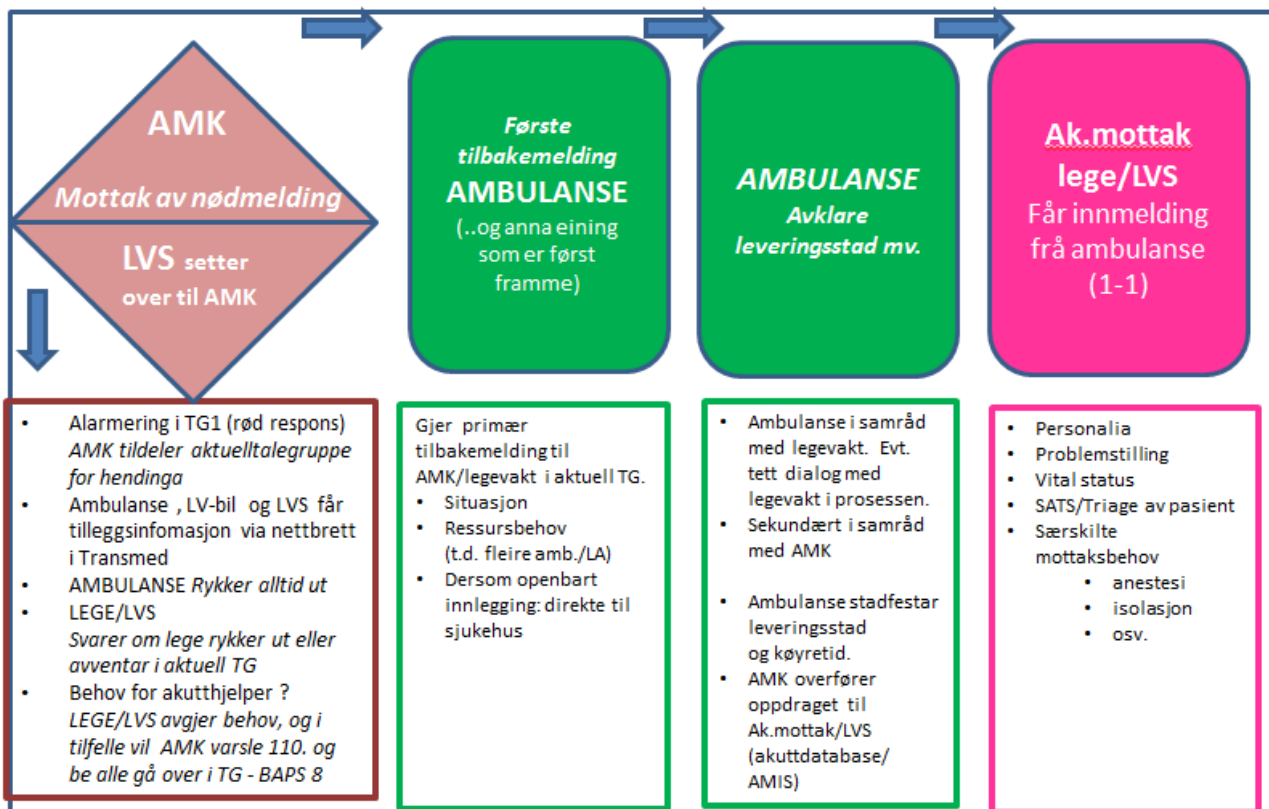 AMK
Mottak av nødmelding
LVS setter
over til AMK
Første
tilbakemelding
AMBULANSE
(..og anna eining
som er først
framme)
AMBULANSE
Avklare
leveringsstad mv.
Ak.mottak
lege/LVS
Får innmelding
frå ambulanse
(1-1)
• Alarmering i TG1 (rød respons)
AMK tildeler aktuelltalegruppe
for hendinga
• Ambulanse , LV-bil og LVS får
tilleggsinfomasjon via nettbrett
i Transmed
• AMBULANSE Rykker alltid ut
• LEGE/LVS
Svarer om lege rykker ut eller
avventar i aktuell TG
• Behov for akutthjelper ?
LEGE/LVS avgjer behov, og i
tilfelle vil AMK varsle 110. og
be alle gå over i TG - BAPS 8
Gjer primær
tilbakemelding til
AMK/legevakt i aktuell TG.
• Situasjon
• Ressursbehov
(t.d. fleire amb./LA)
• Dersom openbart
innlegging: direkte til
sjukehus
• Ambulanse i samråd
med legevakt. Evt.
tett dialog med
legevakt i prosessen.
• Sekundært i samråd
med AMK
• Ambulanse stadfestar
leveringsstad
og køyretid.
• AMK overfører
oppdraget til
Ak.mottak/LVS
(akuttdatabase/
AMIS)
• Personalia
• Problemstilling
• Vital status
• SATS/Triage av pasient
• Særskilte
mottaksbehov
• anestesi
• isolasjon
• osv.